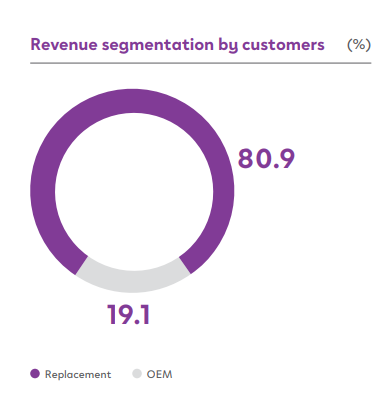 Revenue segmentation by customers (%)
80.9
19.1
Replacement OEM